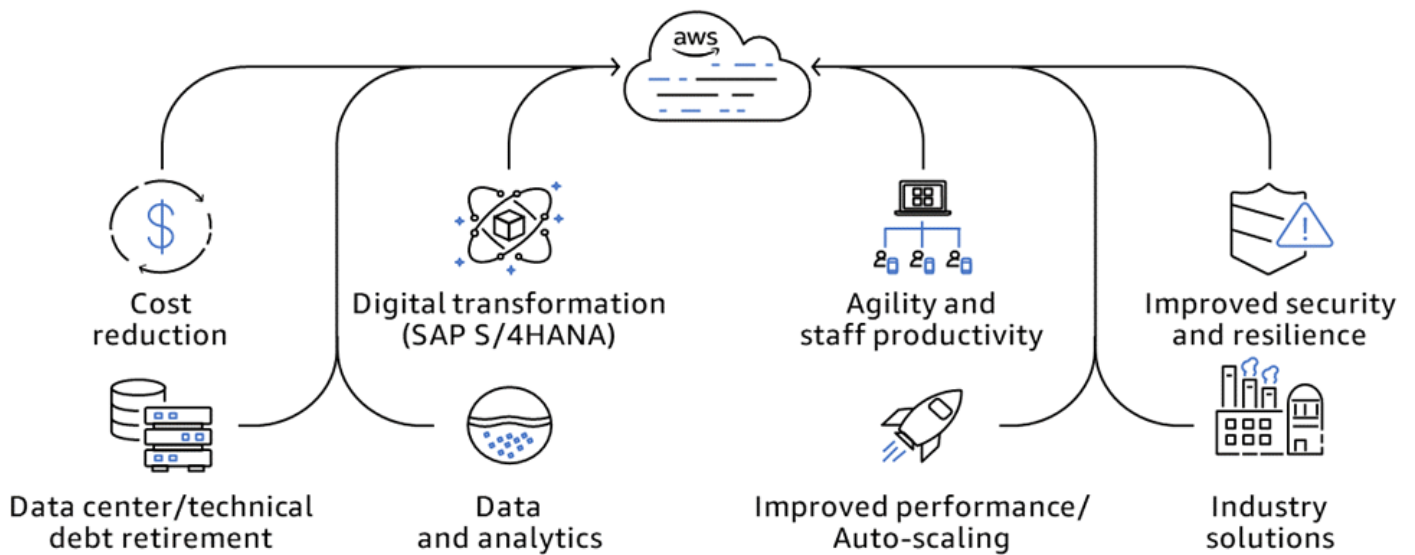 aws
Cost
reduction
Digital transformation
(SAP S/4HANA)
Agility and
staff productivity
Improved security
and resilience
Data center/technical
debt retirement
Data
and analytics
Improved performance/
Auto-scaling
Industry
solutions